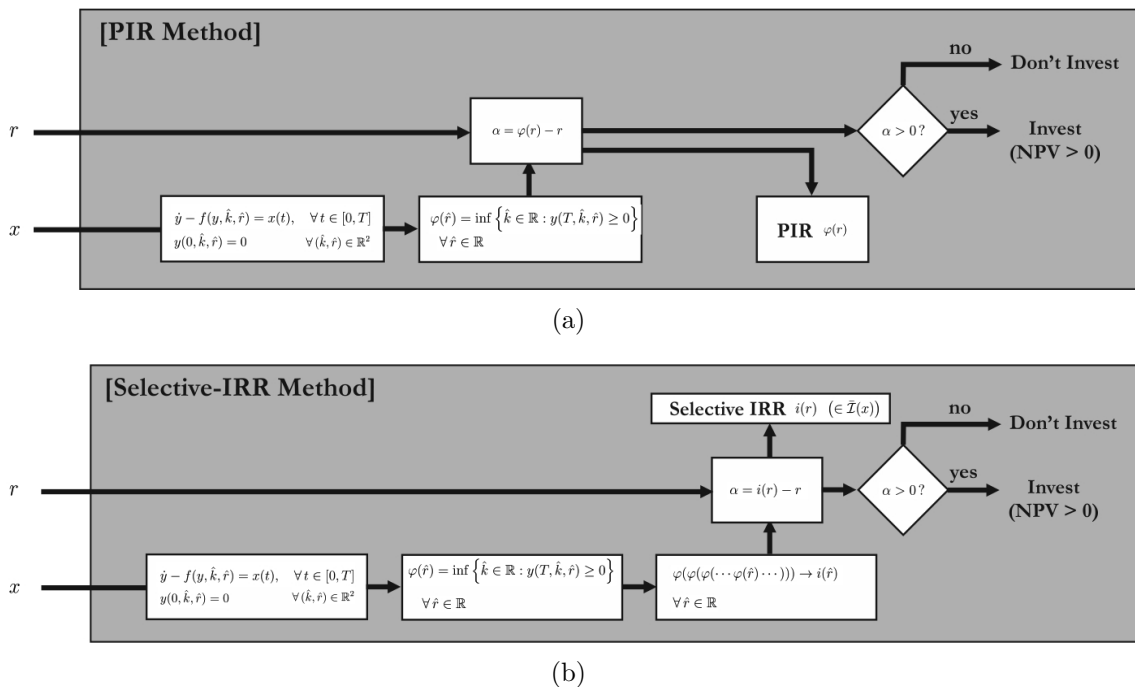 [PIR Method]
no
Don't Invest
r
α = φ(r) − r
α > 0 ?
yes
Invest
(NPV > 0)
x
ẏ − f(y, k̂, r̂) = x(t), ∀ t ∈ [0, T]
y(0, k̂, r̂) = 0 ∀ (k̂, r̂) ∈ ℝ²
φ(r̂) = inf { k̂ ∈ ℝ : y(T, k̂, r̂) ≥ 0 }
∀ r̂ ∈ ℝ
PIR φ(r)
(a)
[Selective-IRR Method]
Selective IRR i(r) (∈ Ī(x))
no
Don't Invest
r
α = i(r) − r
α > 0 ?
yes
Invest
(NPV > 0)
x
ẏ − f(y, k̂, r̂) = x(t), ∀ t ∈ [0, T]
y(0, k̂, r̂) = 0 ∀ (k̂, r̂) ∈ ℝ²
φ(r̂) = inf { k̂ ∈ ℝ : y(T, k̂, r̂) ≥ 0 }
∀ r̂ ∈ ℝ
φ(φ(φ(⋯φ(r̂)⋯))) → i(r̂)
∀ r̂ ∈ ℝ
(b)